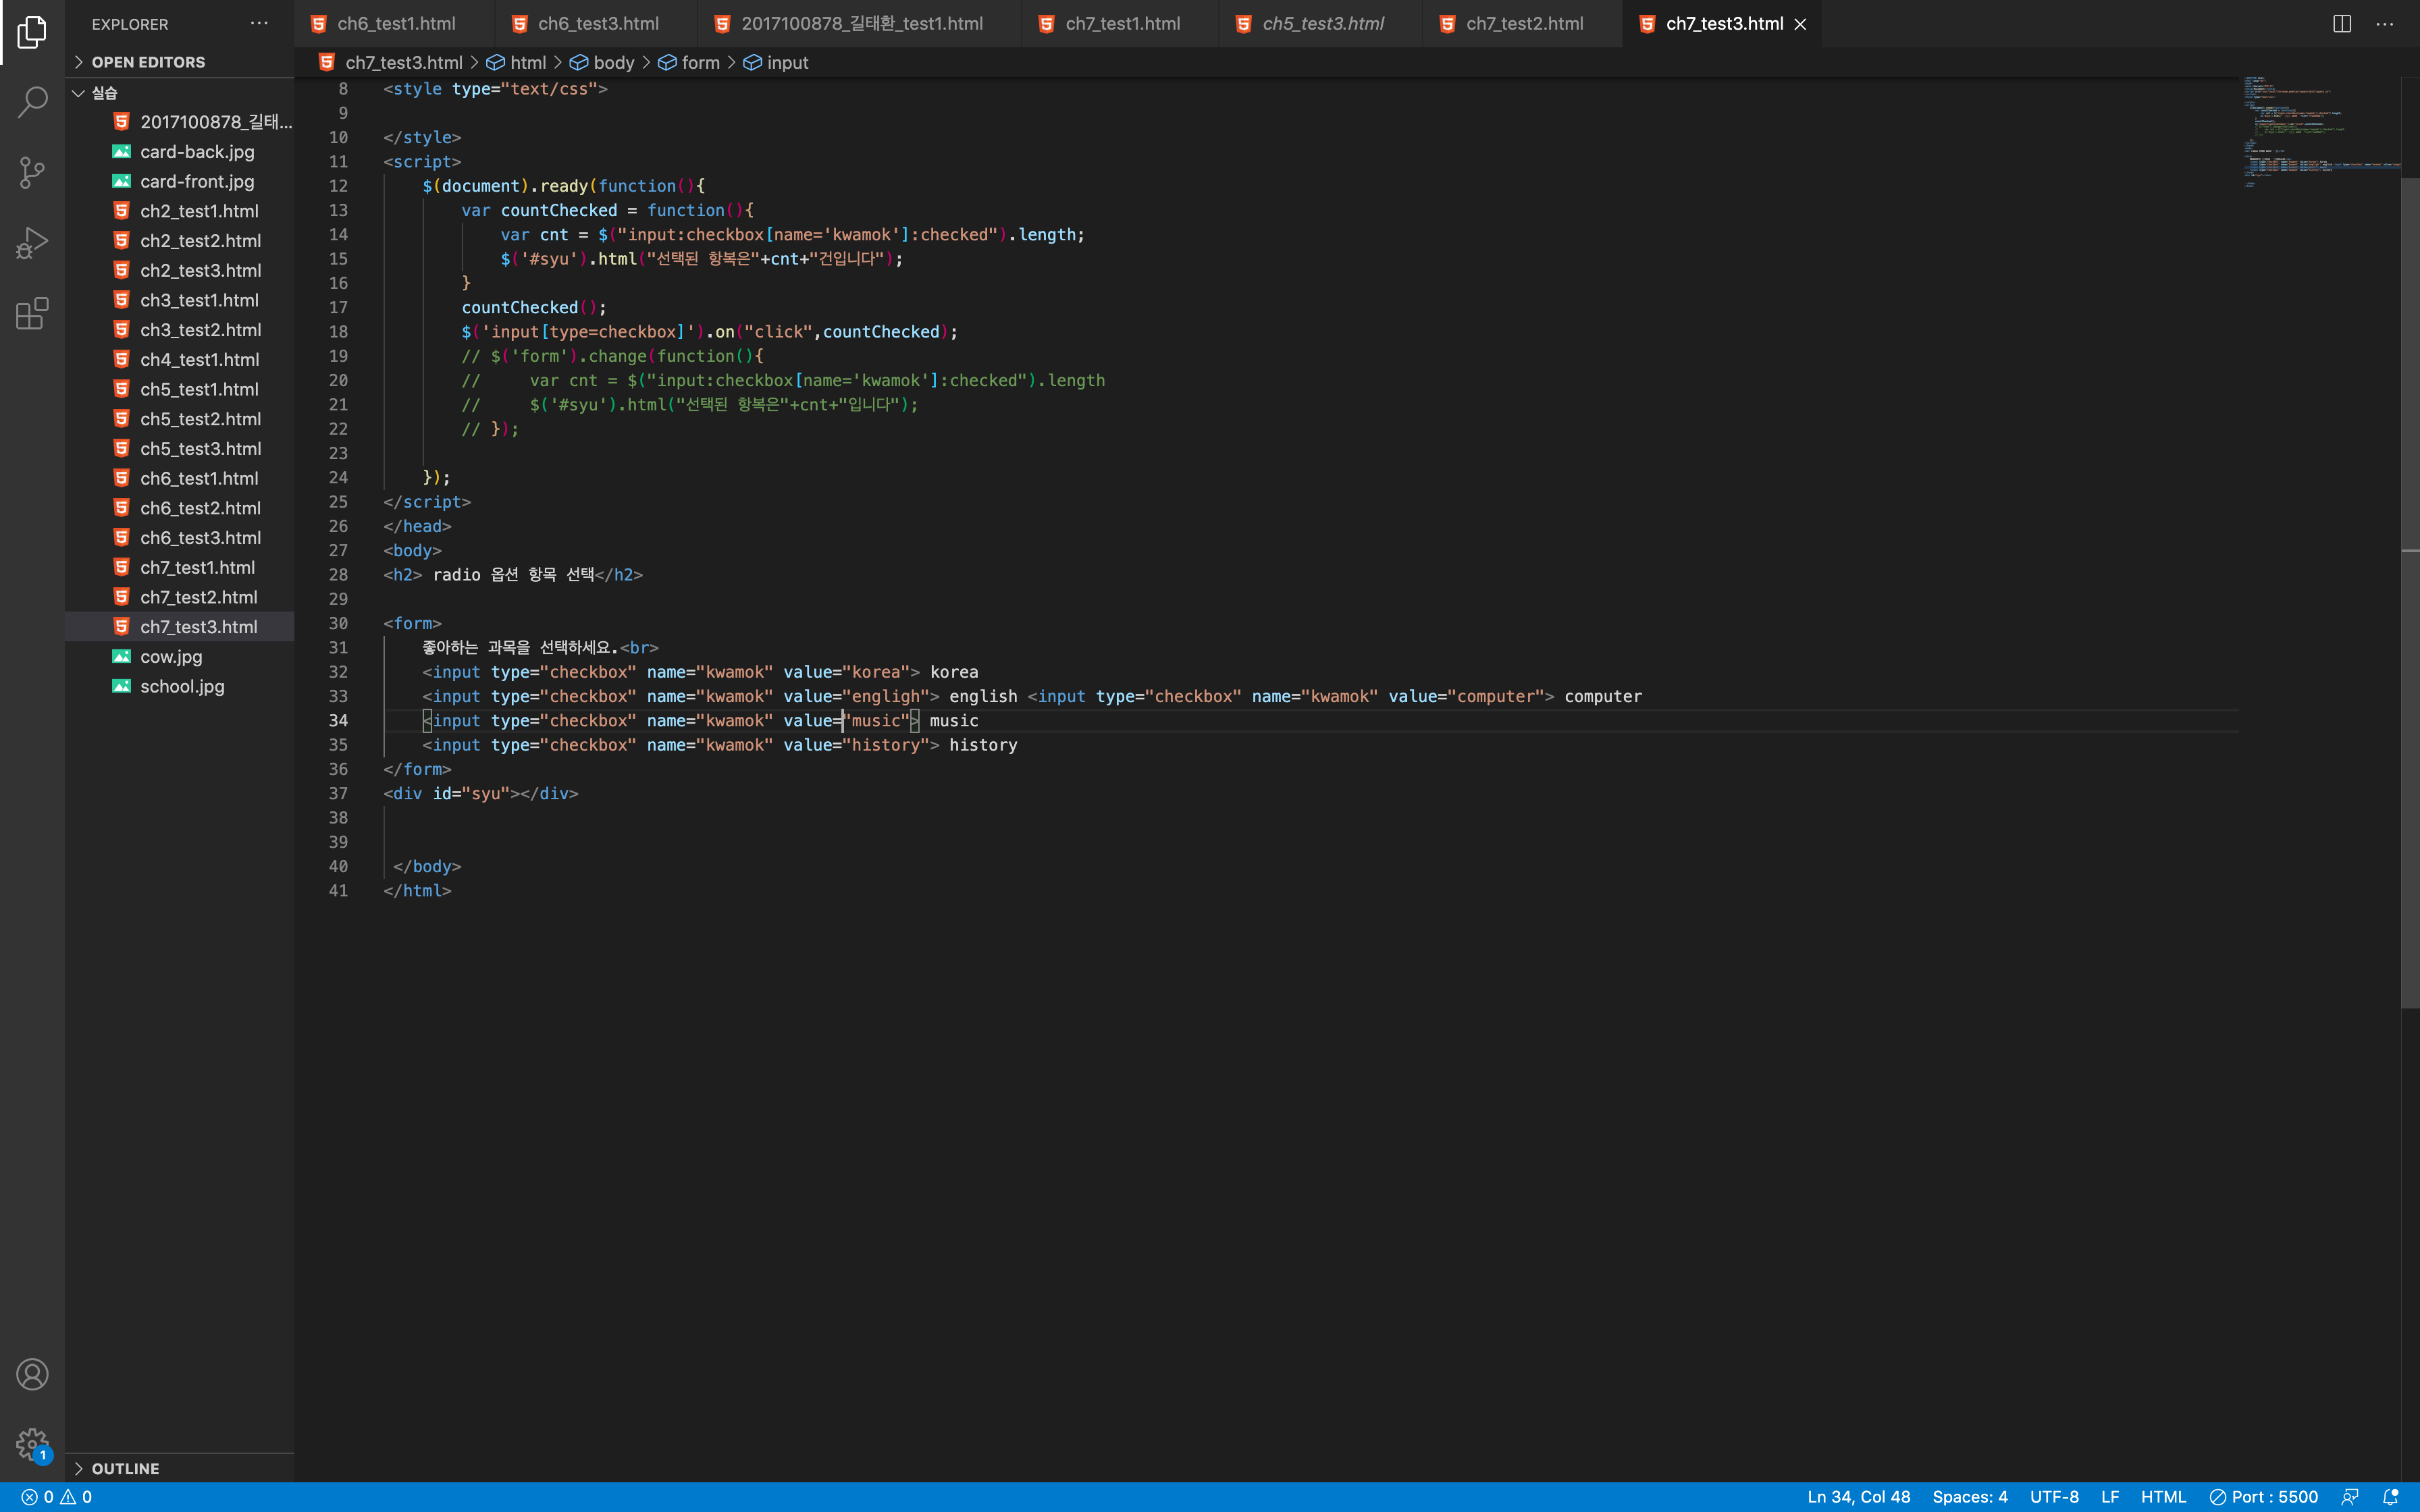 EXPLORER ···
OPEN EDITORS
실습
2017100878_길태...
card-back.jpg
card-front.jpg
ch2_test1.html
ch2_test2.html
ch2_test3.html
ch3_test1.html
ch3_test2.html
ch4_test1.html
ch5_test1.html
ch5_test2.html
ch5_test3.html
ch6_test1.html
ch6_test2.html
ch6_test3.html
ch7_test1.html
ch7_test2.html
ch7_test3.html
cow.jpg
school.jpg
OUTLINE
1
ch6_test1.html ch6_test3.html 2017100878_길태환_test1.html ch7_test1.html ch5_test3.html ch7_test2.html ch7_test3.html
ch7_test3.html > html > body > form > input
8 <style type="text/css">
9
10 </style>
11 <script>
12 $(document).ready(function(){
13 var countChecked = function(){
14 var cnt = $("input:checkbox[name='kwamok']:checked").length;
15 $('#syu').html("선택된 항복은"+cnt+"건입니다");
16 }
17 countChecked();
18 $('input[type=checkbox]').on("click",countChecked);
19 // $('form').change(function(){
20 // var cnt = $("input:checkbox[name='kwamok']:checked").length
21 // $('#syu').html("선택된 항복은"+cnt+"입니다");
22 // });
23
24 });
25 </script>
26 </head>
27 <body>
28 <h2> radio 옵션 항목 선택</h2>
29
30 <form>
31 좋아하는 과목을 선택하세요.<br>
32 <input type="checkbox" name="kwamok" value="korea"> korea
33 <input type="checkbox" name="kwamok" value="engligh"> english <input type="checkbox" name="kwamok" value="computer"> computer
34 <input type="checkbox" name="kwamok" value="music"> music
35 <input type="checkbox" name="kwamok" value="history"> history
36 </form>
37 <div id="syu"></div>
38
39
40 </body>
41 </html>
0 0 Ln 34, Col 48 Spaces: 4 UTF-8 LF HTML Port : 5500